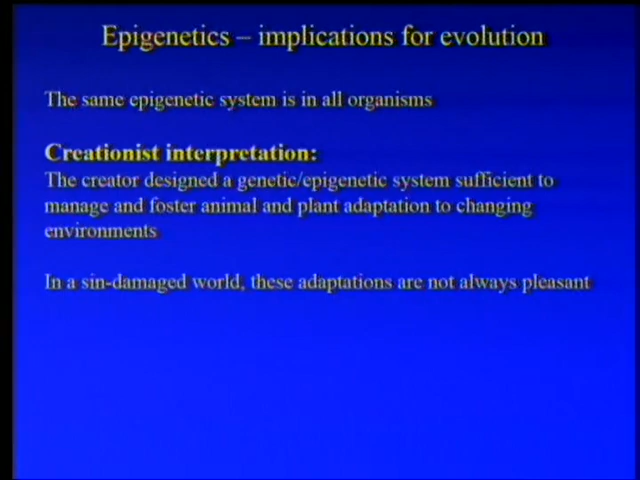 Epigenetics – implications for evolution
The same epigenetic system is in all organisms
Creationist interpretation:
The creator designed a genetic/epigenetic system sufficient to
manage and foster animal and plant adaptation to changing
environments
In a sin-damaged world, these adaptations are not always pleasant